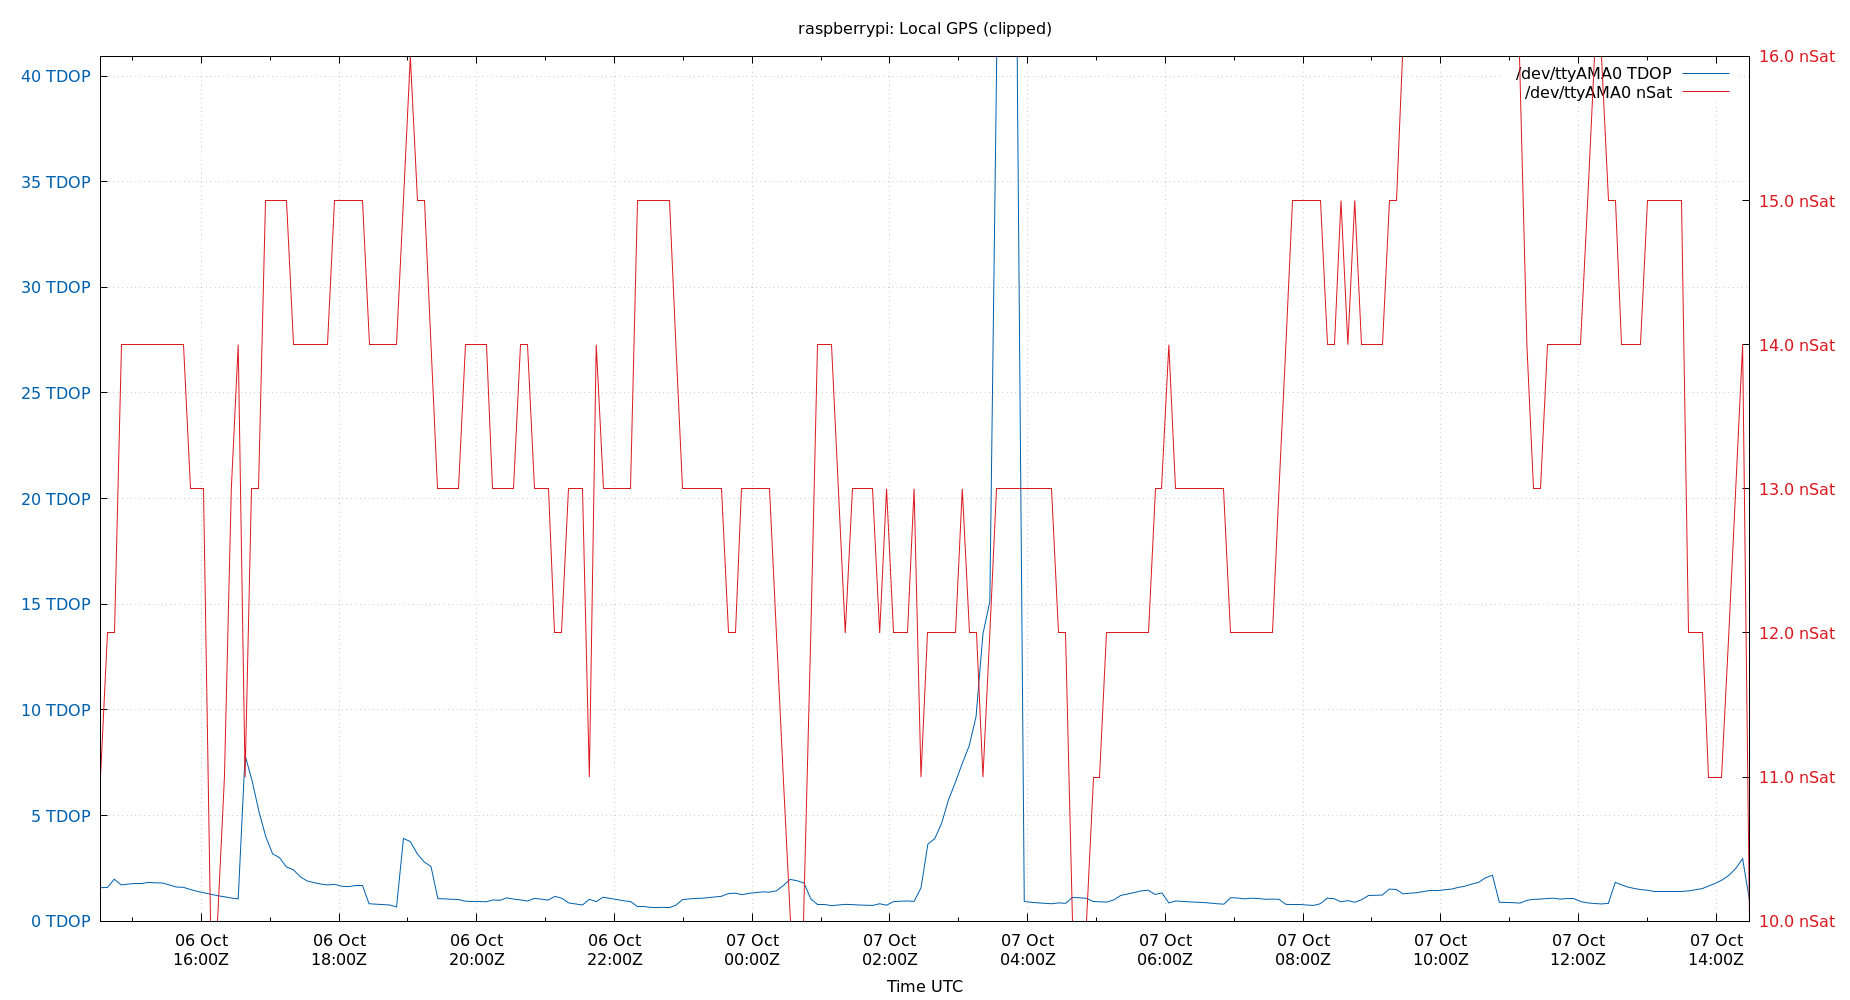 raspberrypi: Local GPS (clipped)
40 TDOP
35 TDOP
30 TDOP
25 TDOP
20 TDOP
15 TDOP
10 TDOP
5 TDOP
0 TDOP
16.0 nSat
15.0 nSat
14.0 nSat
13.0 nSat
12.0 nSat
11.0 nSat
10.0 nSat
/dev/ttyAMA0 TDOP
/dev/ttyAMA0 nSat
06 Oct 06 Oct 06 Oct 06 Oct 07 Oct 07 Oct 07 Oct 07 Oct 07 Oct 07 Oct 07 Oct 07 Oct
16:00Z 18:00Z 20:00Z 22:00Z 00:00Z 02:00Z 04:00Z 06:00Z 08:00Z 10:00Z 12:00Z 14:00Z
Time UTC